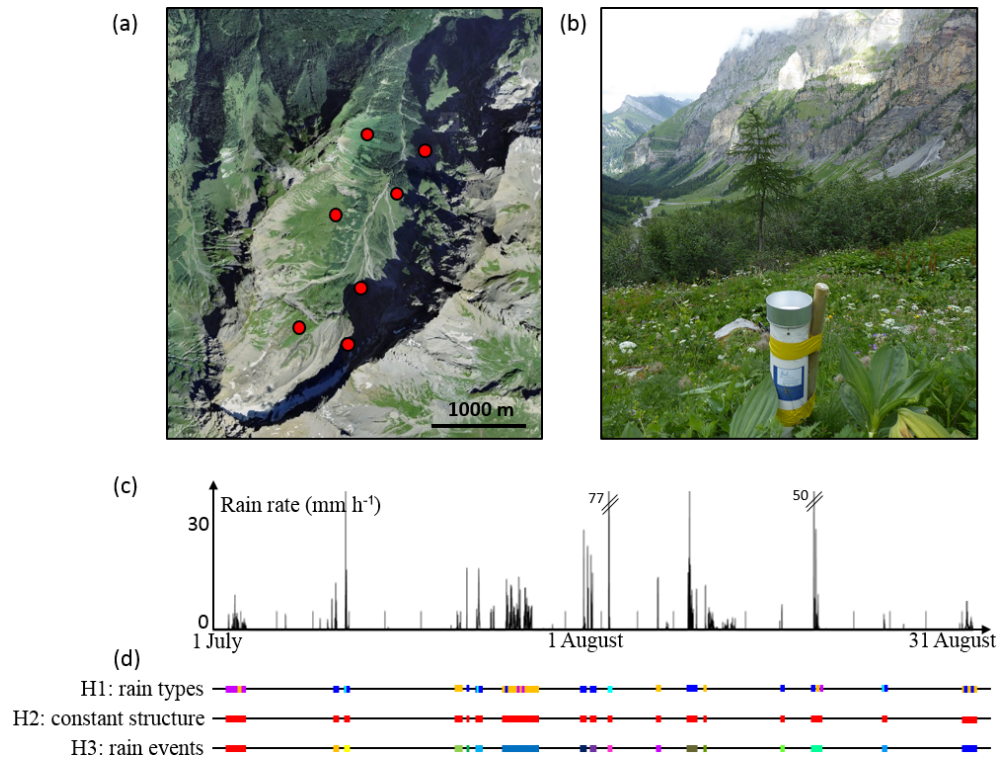 (a)
(b)
1000 m
(c)
Rain rate (mm h⁻¹)
77
50
30
0
1 July
1 August
31 August
(d)
H1: rain types
H2: constant structure
H3: rain events